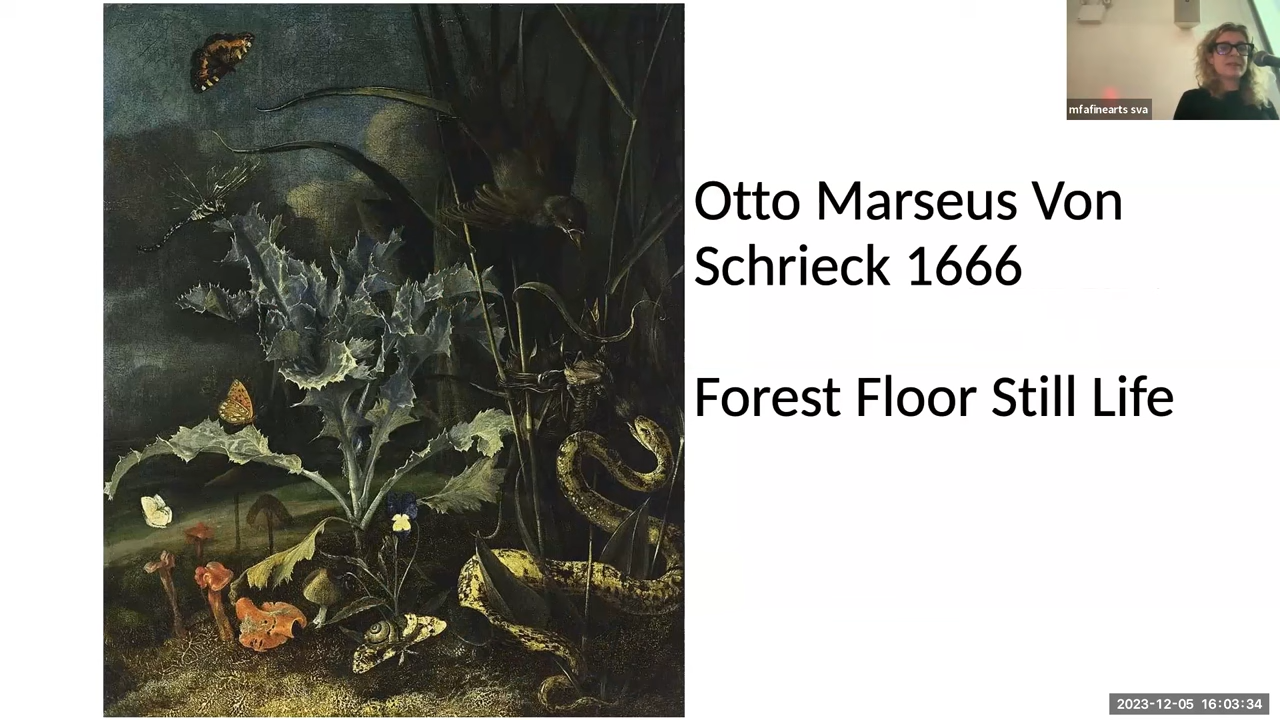 mfafinearts sva
Otto Marseus Von
Schrieck 1666
Forest Floor Still Life
2023-12-05 16:03:34